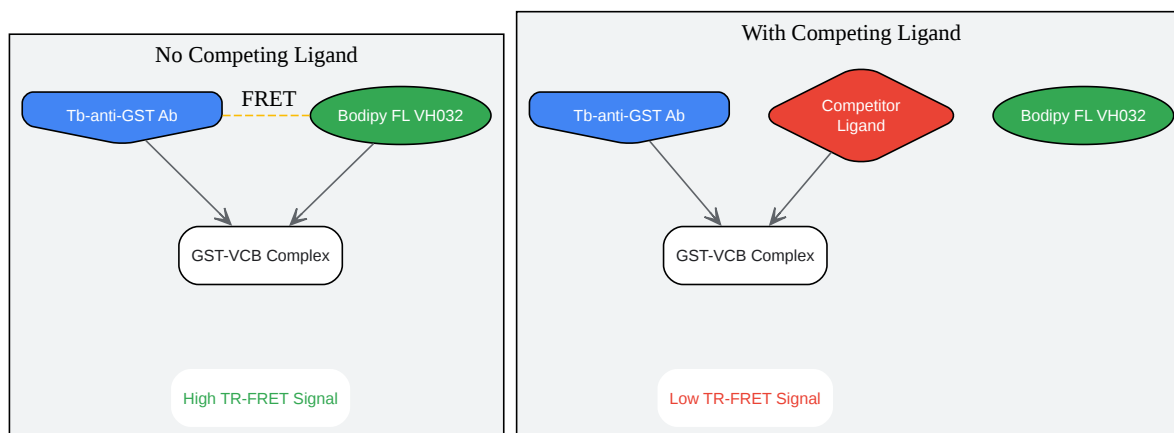 No Competing Ligand
Tb-anti-GST Ab
FRET
Bodipy FL VH032
GST-VCB Complex
High TR-FRET Signal
With Competing Ligand
Tb-anti-GST Ab
Competitor
Ligand
Bodipy FL VH032
GST-VCB Complex
Low TR-FRET Signal